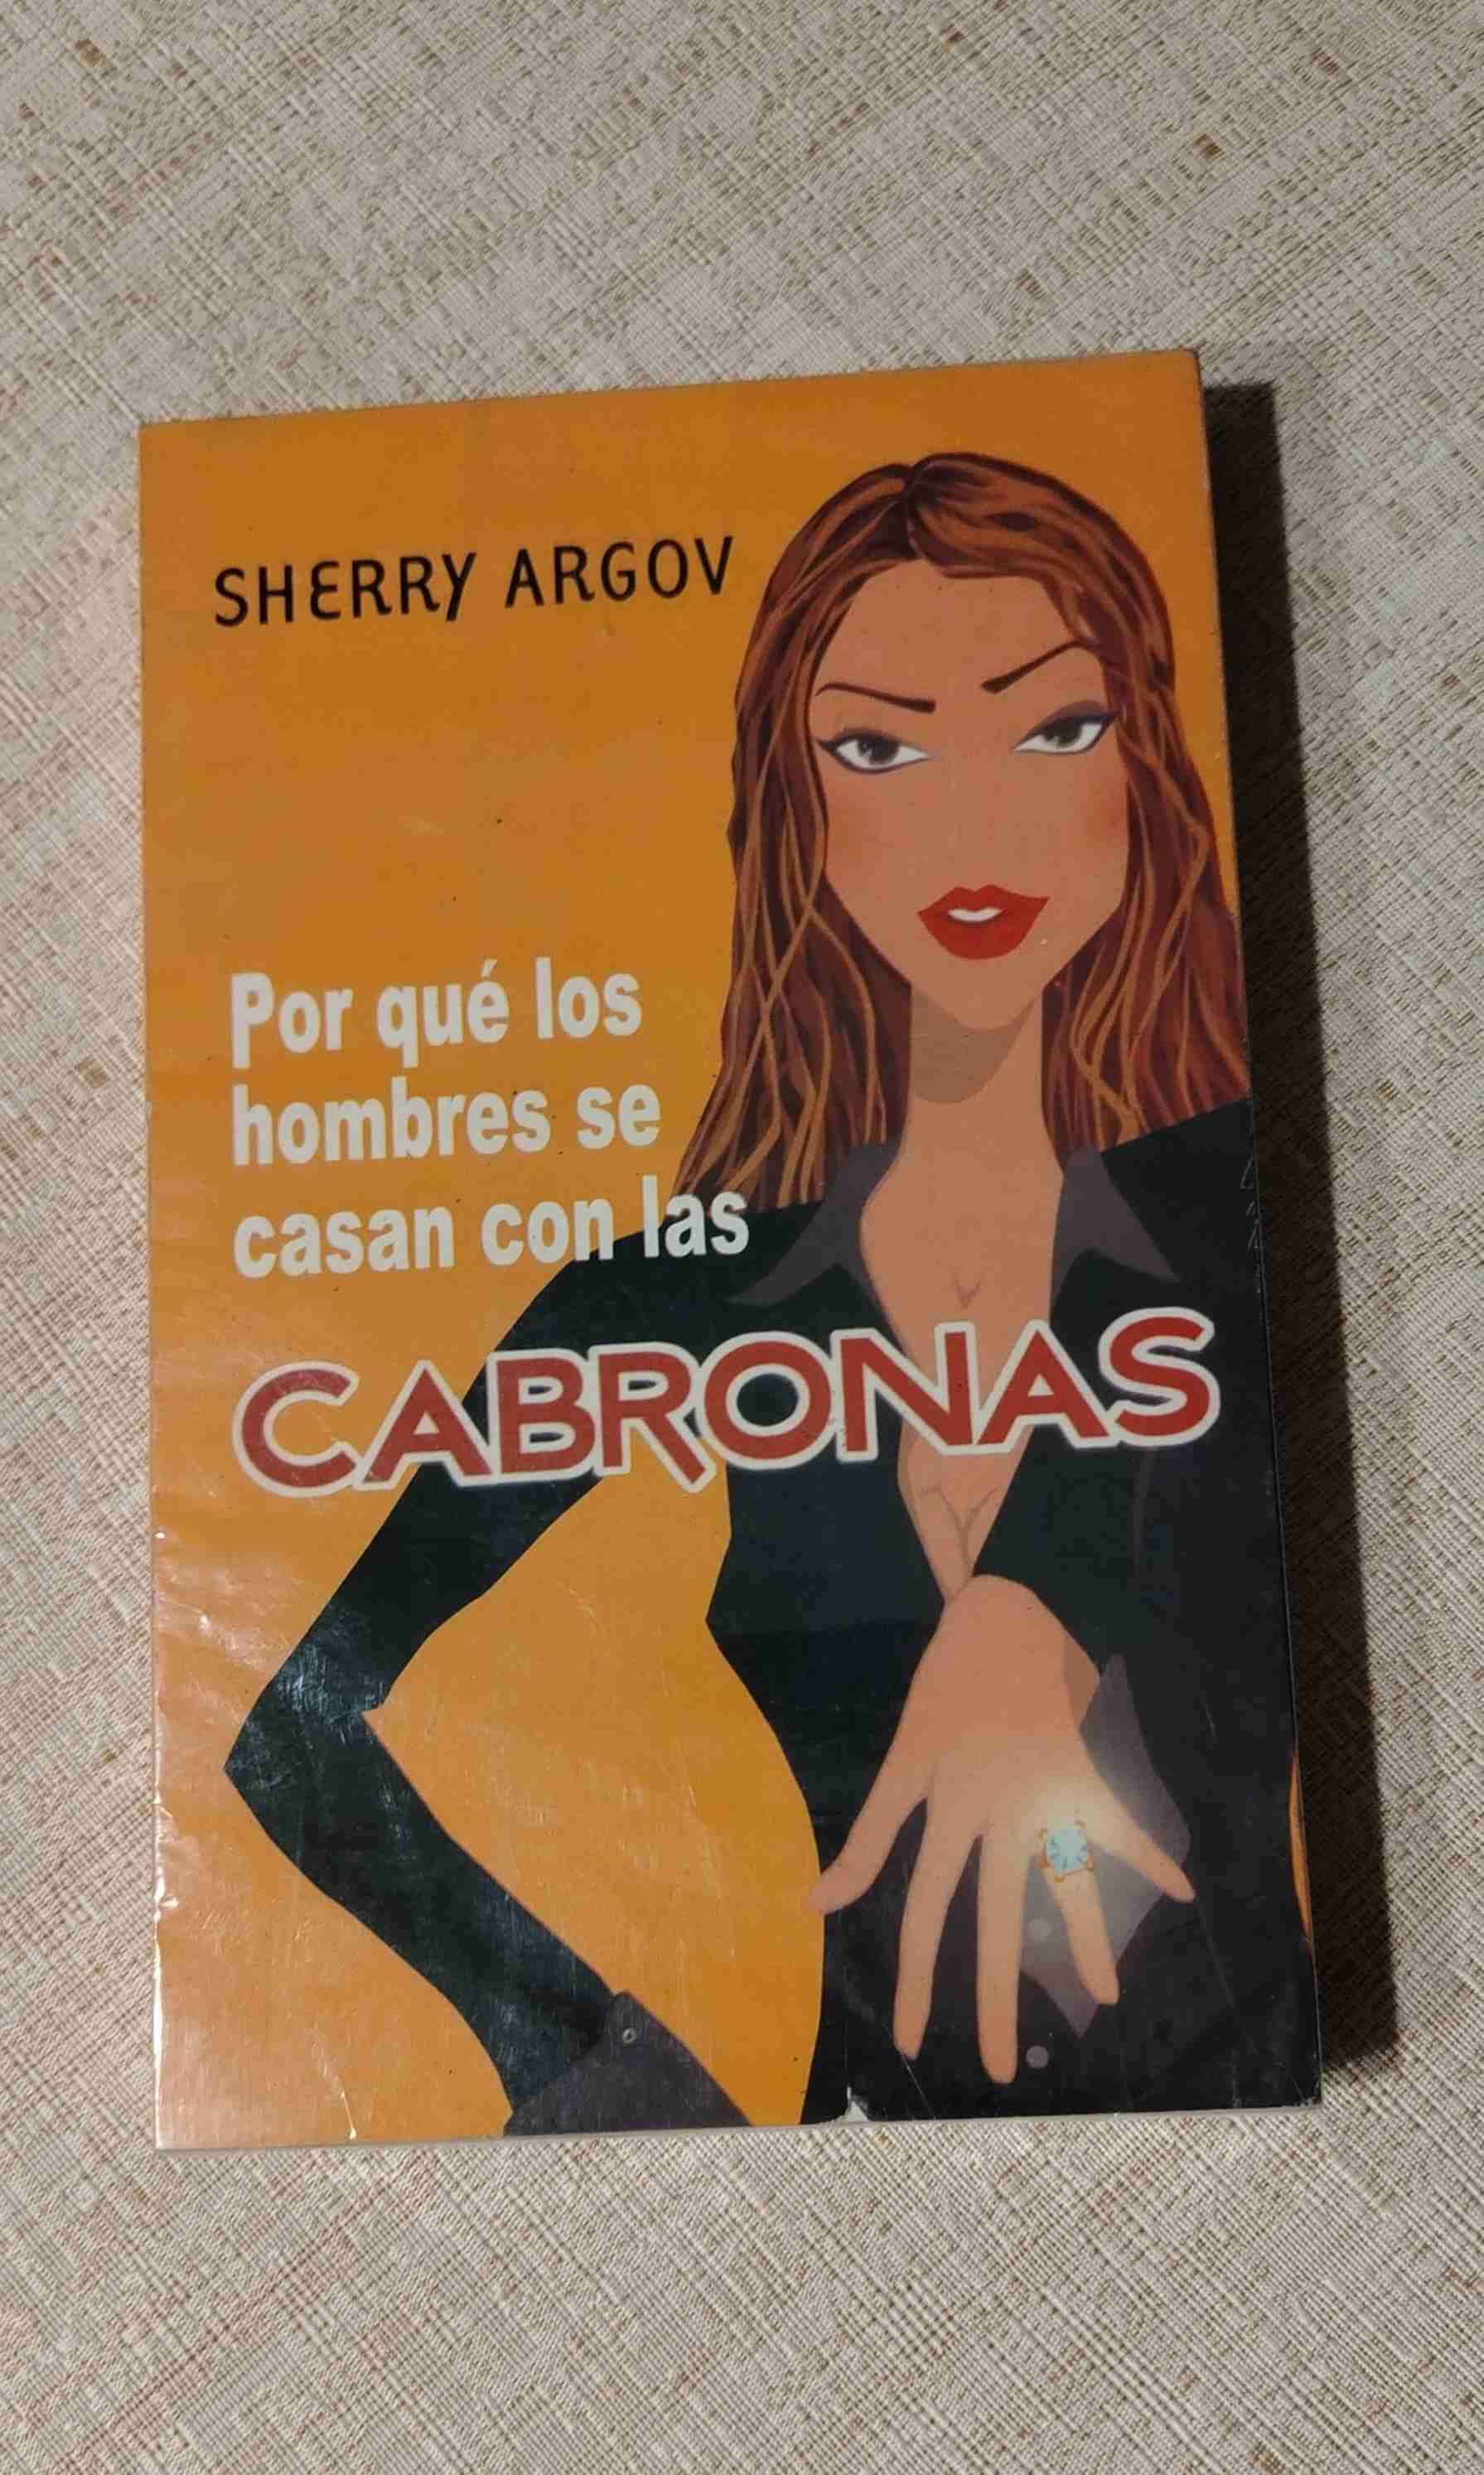 SHERRY ARGOV
Por qué los
hombres se
casan con las
CABRONAS